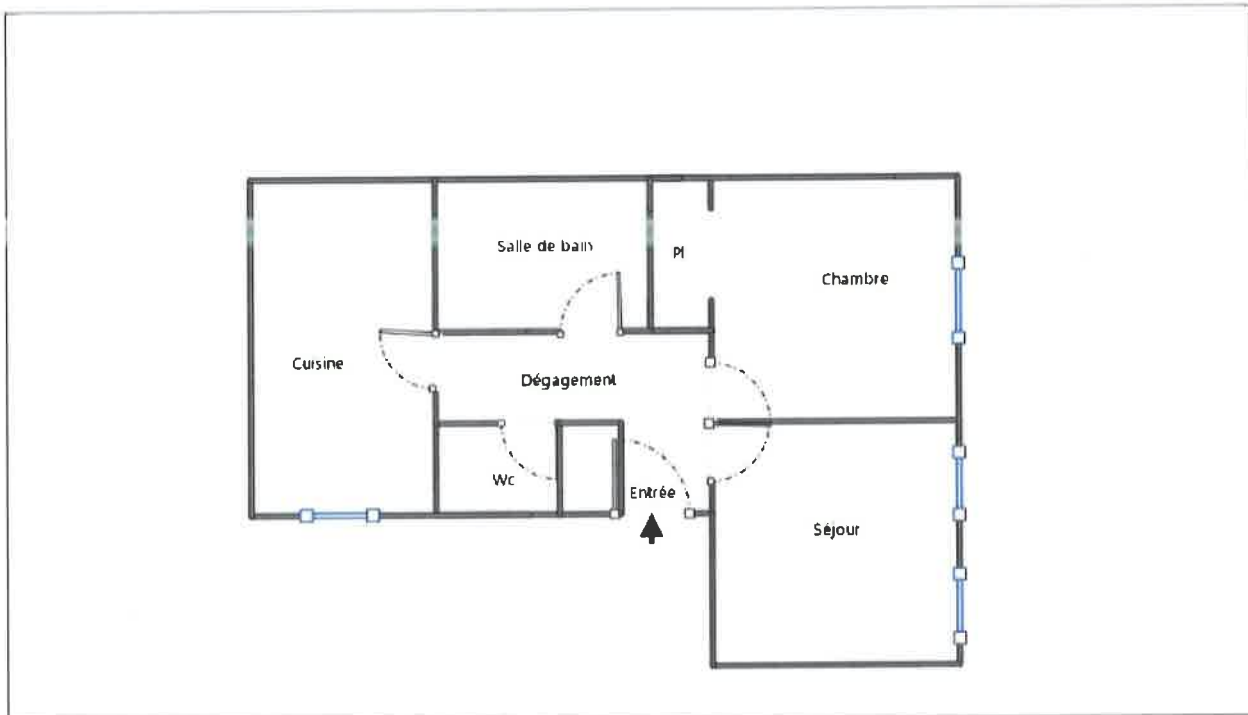 Salle de bain
Pl
Chambre
Cuisine
Dégagement
Wc
Entrée
Séjour